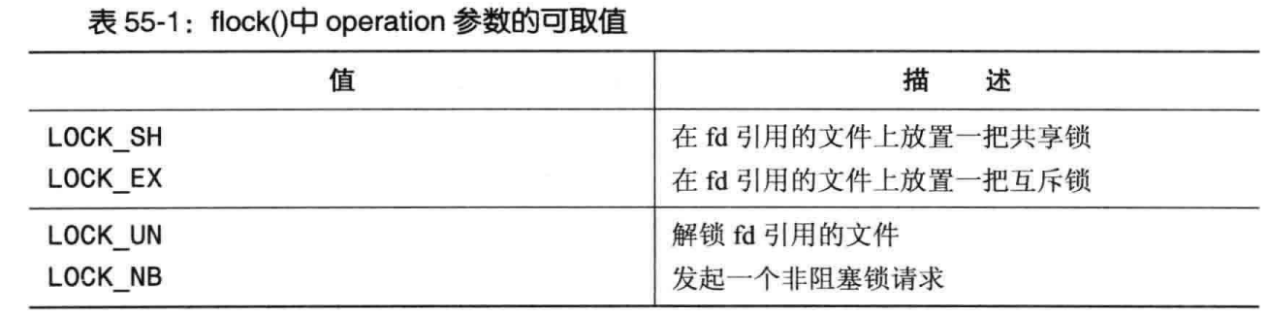 表 55-1：flock()中 operation 参数的可取值
值 描 述
LOCK_SH 在 fd 引用的文件上放置一把共享锁
LOCK_EX 在 fd 引用的文件上放置一把互斥锁
LOCK_UN 解锁 fd 引用的文件
LOCK_NB 发起一个非阻塞锁请求